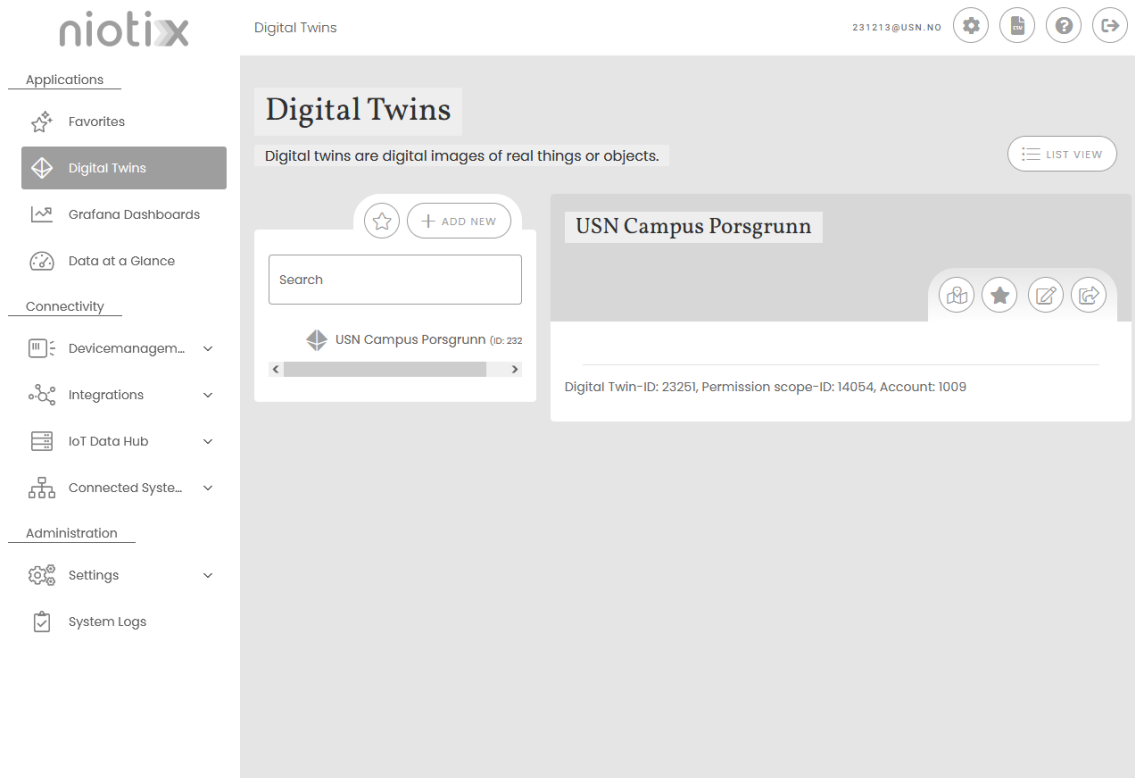 niotix
Digital Twins
231213@USN.NO
CSV
?
Applications
Favorites
Digital Twins
Grafana Dashboards
Data at a Glance
Connectivity
Devicemanagem...
Integrations
IoT Data Hub
Connected Syste...
Administration
Settings
System Logs
Digital Twins
Digital twins are digital images of real things or objects.
LIST VIEW
ADD NEW
Search
USN Campus Porsgrunn (ID: 232
USN Campus Porsgrunn
Digital Twin-ID: 23251, Permission scope-ID: 14054, Account: 1009